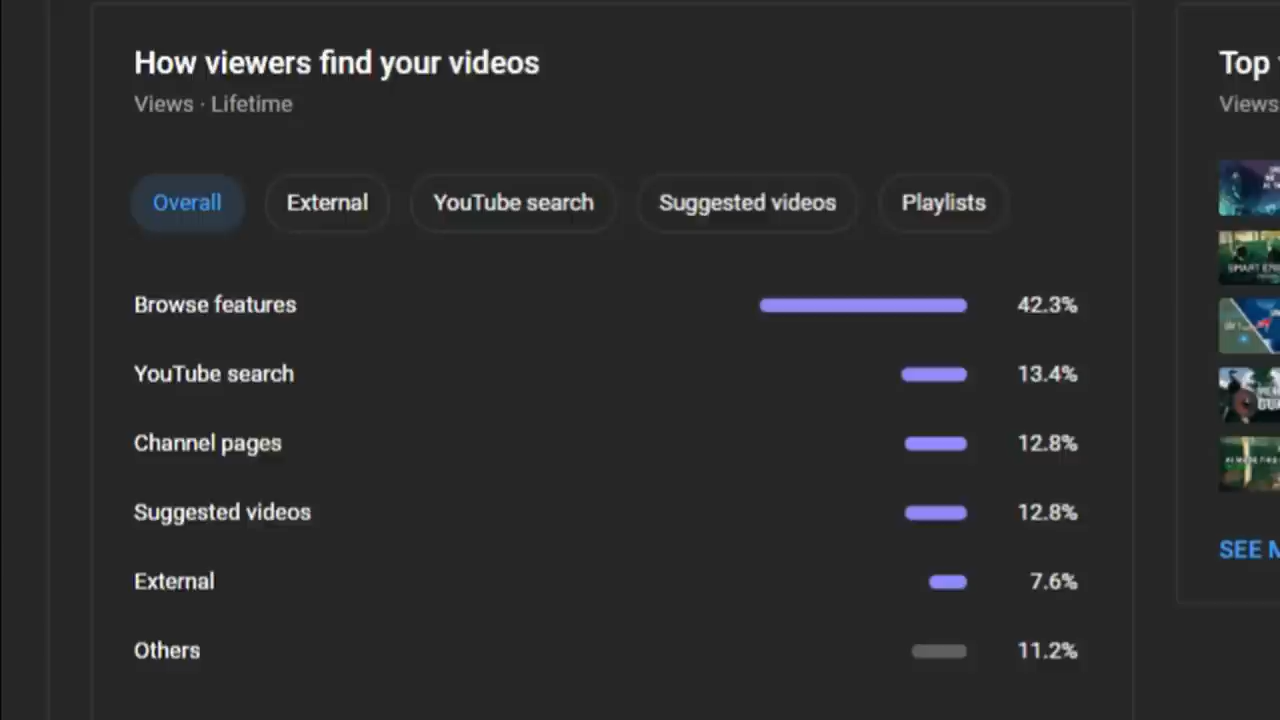 How viewers find your videos
Views · Lifetime
Overall External YouTube search Suggested videos Playlists
Browse features 42.3%
YouTube search 13.4%
Channel pages 12.8%
Suggested videos 12.8%
External 7.6%
Others 11.2%
Top
Views
SEE